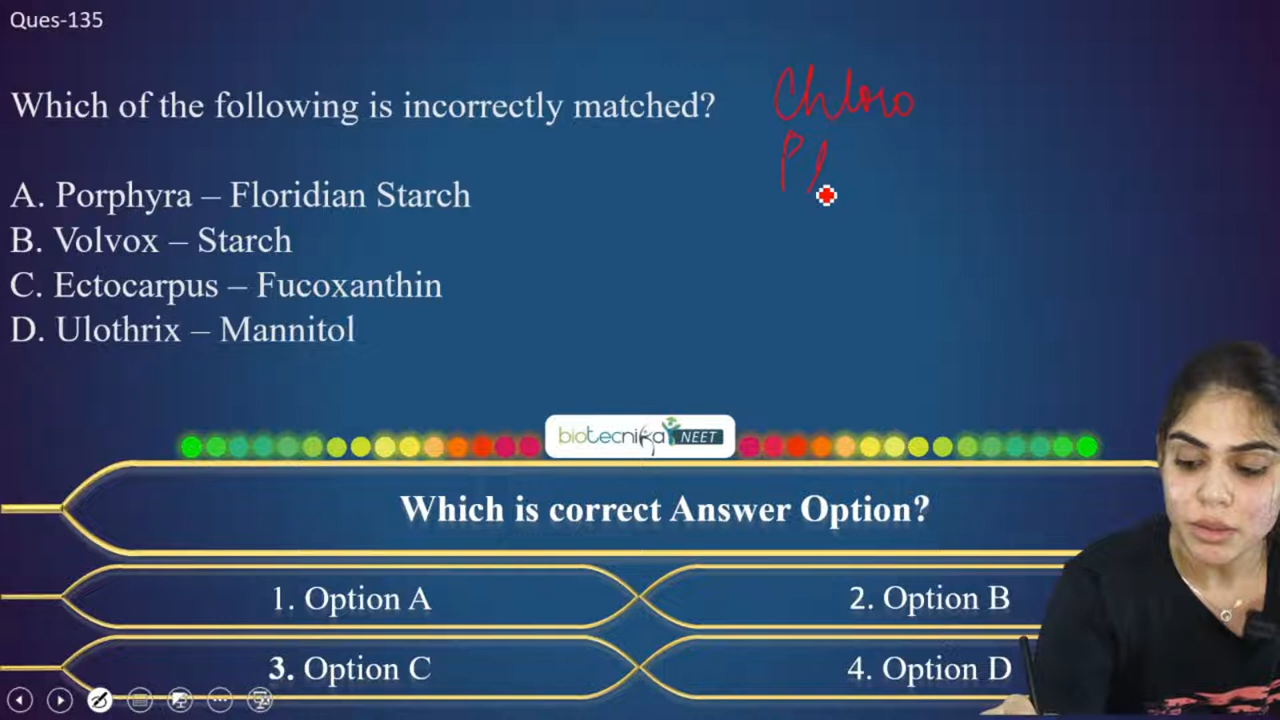 Ques-135
Which of the following is incorrectly matched?
Chloro
A. Porphyra – Floridian Starch
B. Volvox – Starch
C. Ectocarpus – Fucoxanthin
D. Ulothrix – Mannitol
biotecnika NEET
Which is correct Answer Option?
1. Option A
2. Option B
3. Option C
4. Option D